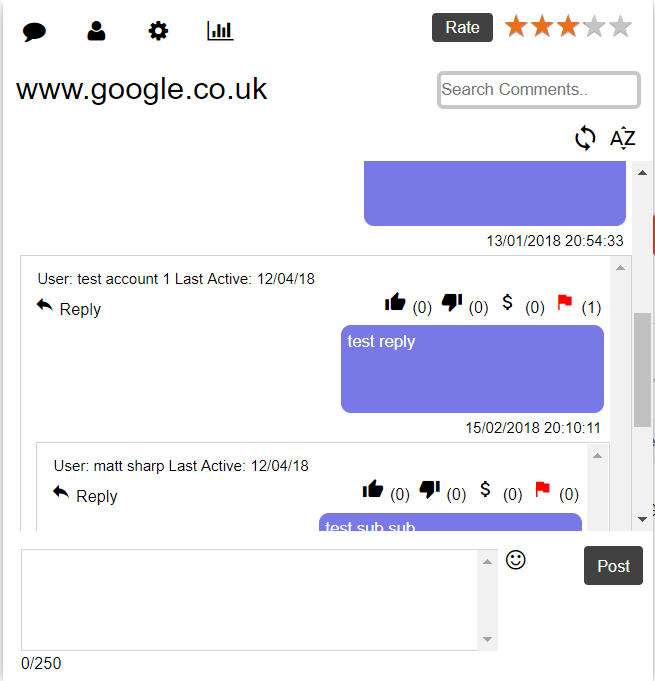 Rate
www.google.co.uk
Search Comments..
AZ
13/01/2018 20:54:33
User: test account 1 Last Active: 12/04/18
Reply (0) (0) $ (0) (1)
test reply
15/02/2018 20:10:11
User: matt sharp Last Active: 12/04/18
Reply (0) (0) $ (0) (0)
test sub sub
Post
0/250